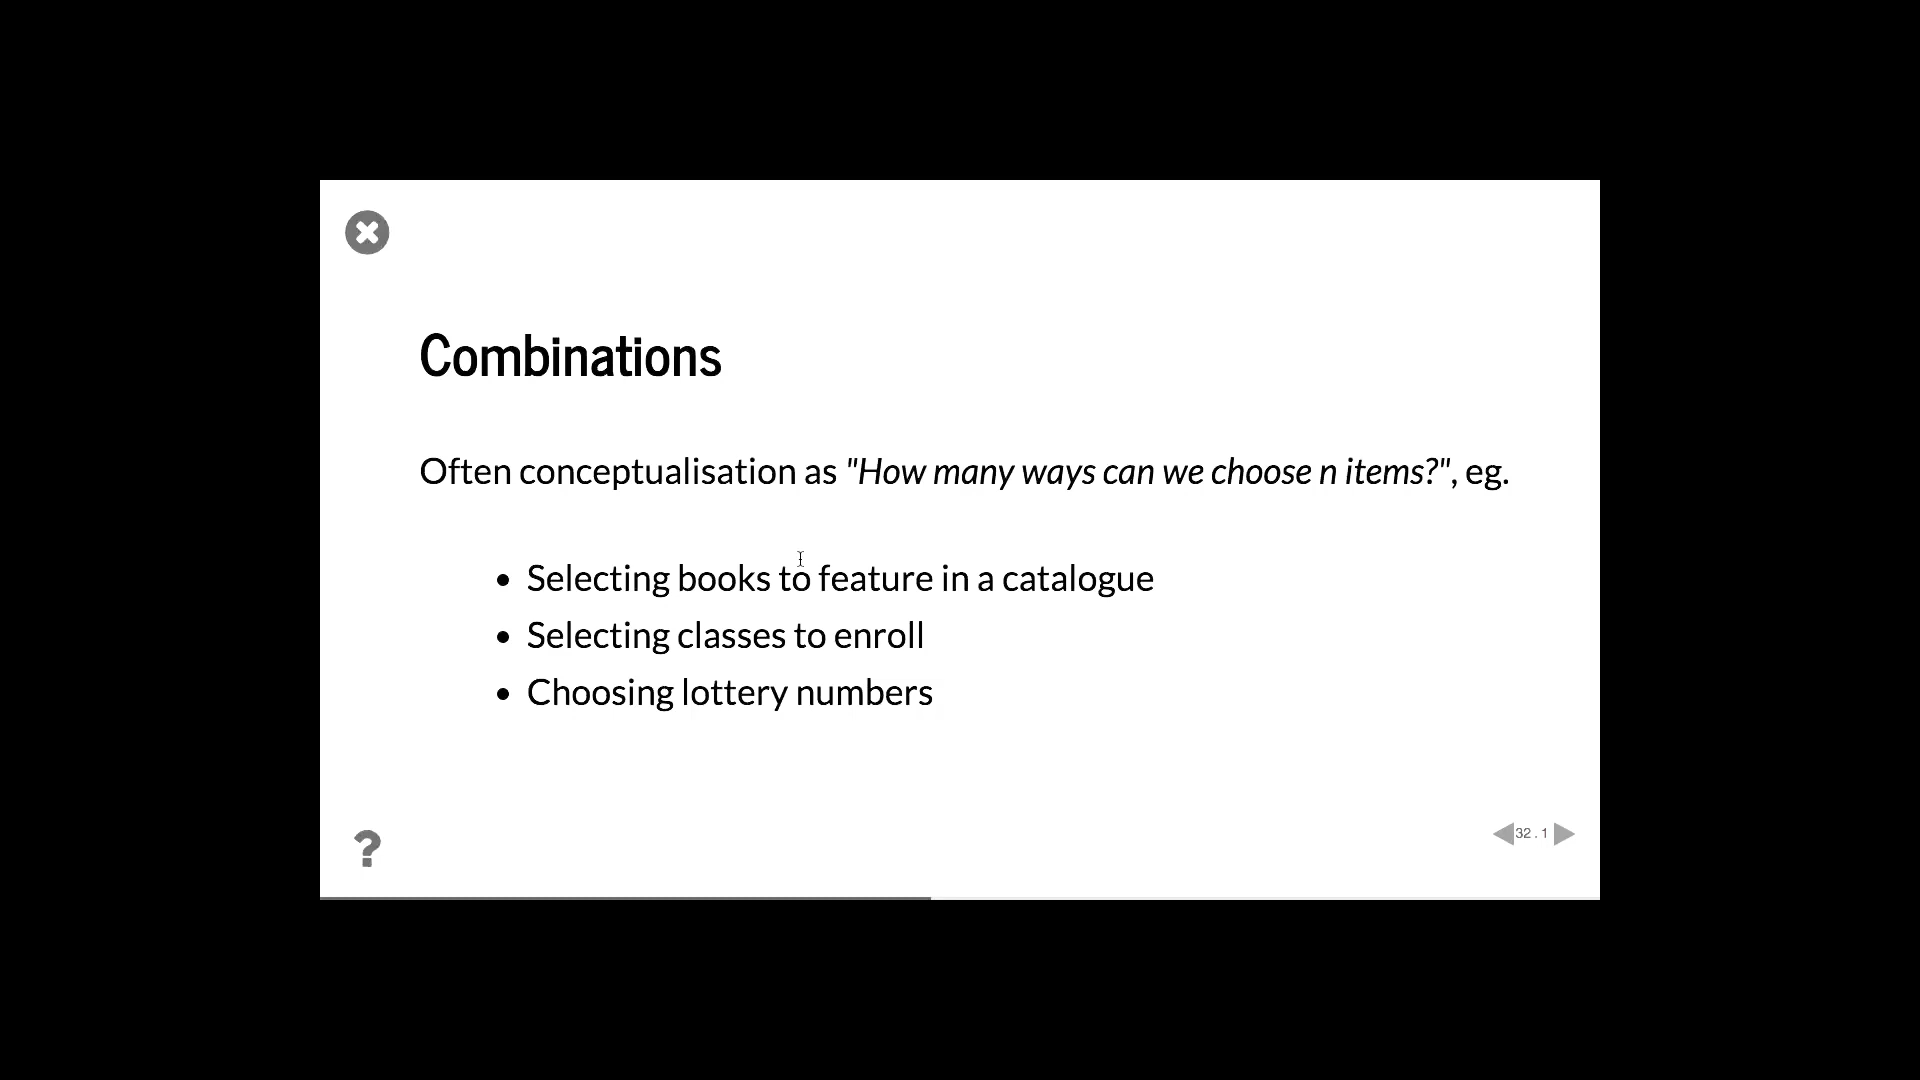 Combinations
Often conceptualisation as "How many ways can we choose n items?", eg.
• Selecting books to feature in a catalogue
• Selecting classes to enroll
• Choosing lottery numbers
?
32 . 1